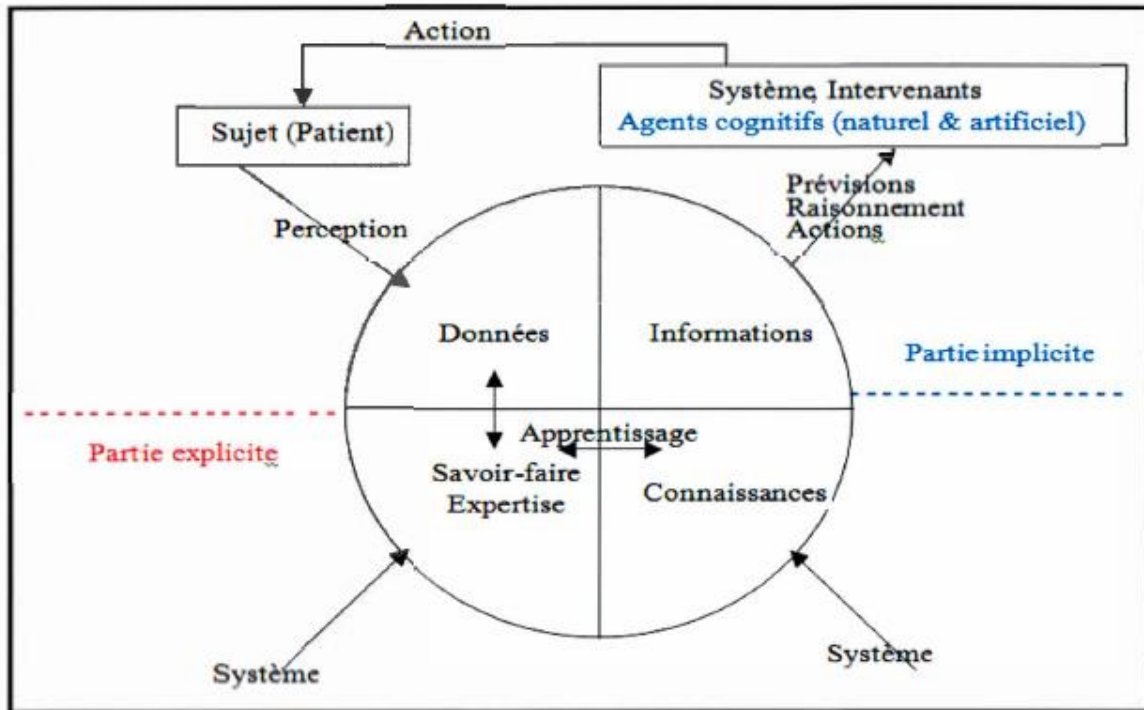 Action
Système, Intervenants
Agents cognitifs (naturel & artificiel)
Sujet (Patient)
Prévisions
Raisonnement
Actions
Perception
Données
Informations
Partie implicite
Apprentissage
Partie explicite
Savoir-faire
Expertise
Connaissances
Système
Système